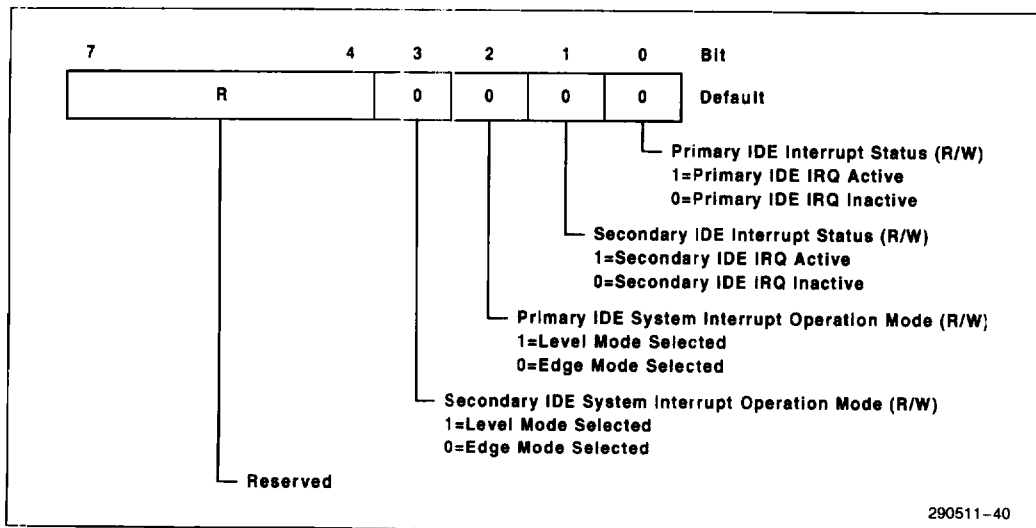 7 4 3 2 1 0 Bit
R 0 0 0 0 Default
Primary IDE Interrupt Status (R/W)
1=Primary IDE IRQ Active
0=Primary IDE IRQ Inactive
Secondary IDE Interrupt Status (R/W)
1=Secondary IDE IRQ Active
0=Secondary IDE IRQ Inactive
Primary IDE System Interrupt Operation Mode (R/W)
1=Level Mode Selected
0=Edge Mode Selected
Secondary IDE System Interrupt Operation Mode (R/W)
1=Level Mode Selected
0=Edge Mode Selected
Reserved
290511-40